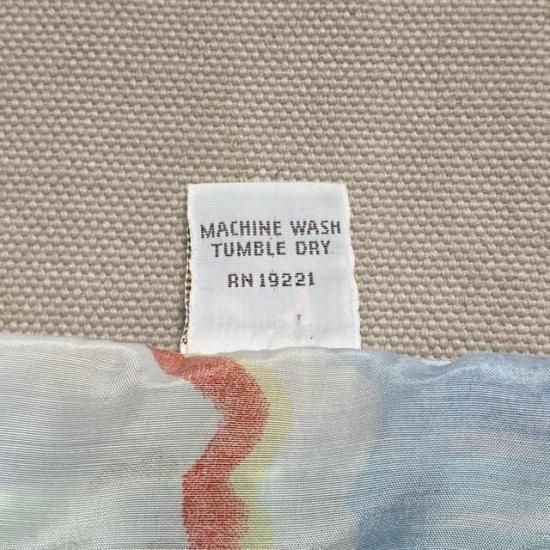 MACHINE WASH
TUMBLE DRY
RN 19221